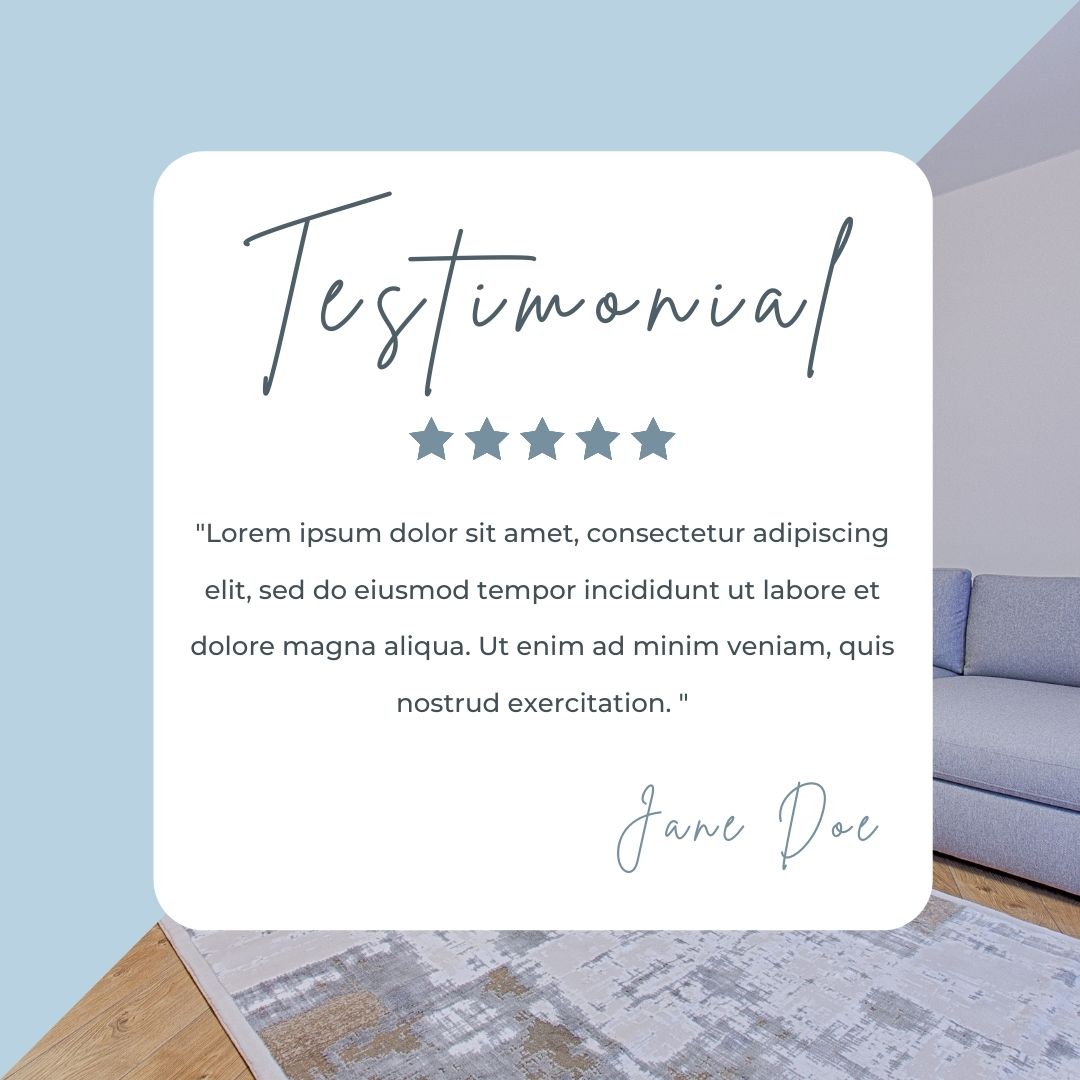 Testimonial
"Lorem ipsum dolor sit amet, consectetur adipiscing
elit, sed do eiusmod tempor incididunt ut labore et
dolore magna aliqua. Ut enim ad minim veniam, quis
nostrud exercitation. "
Jane Doe